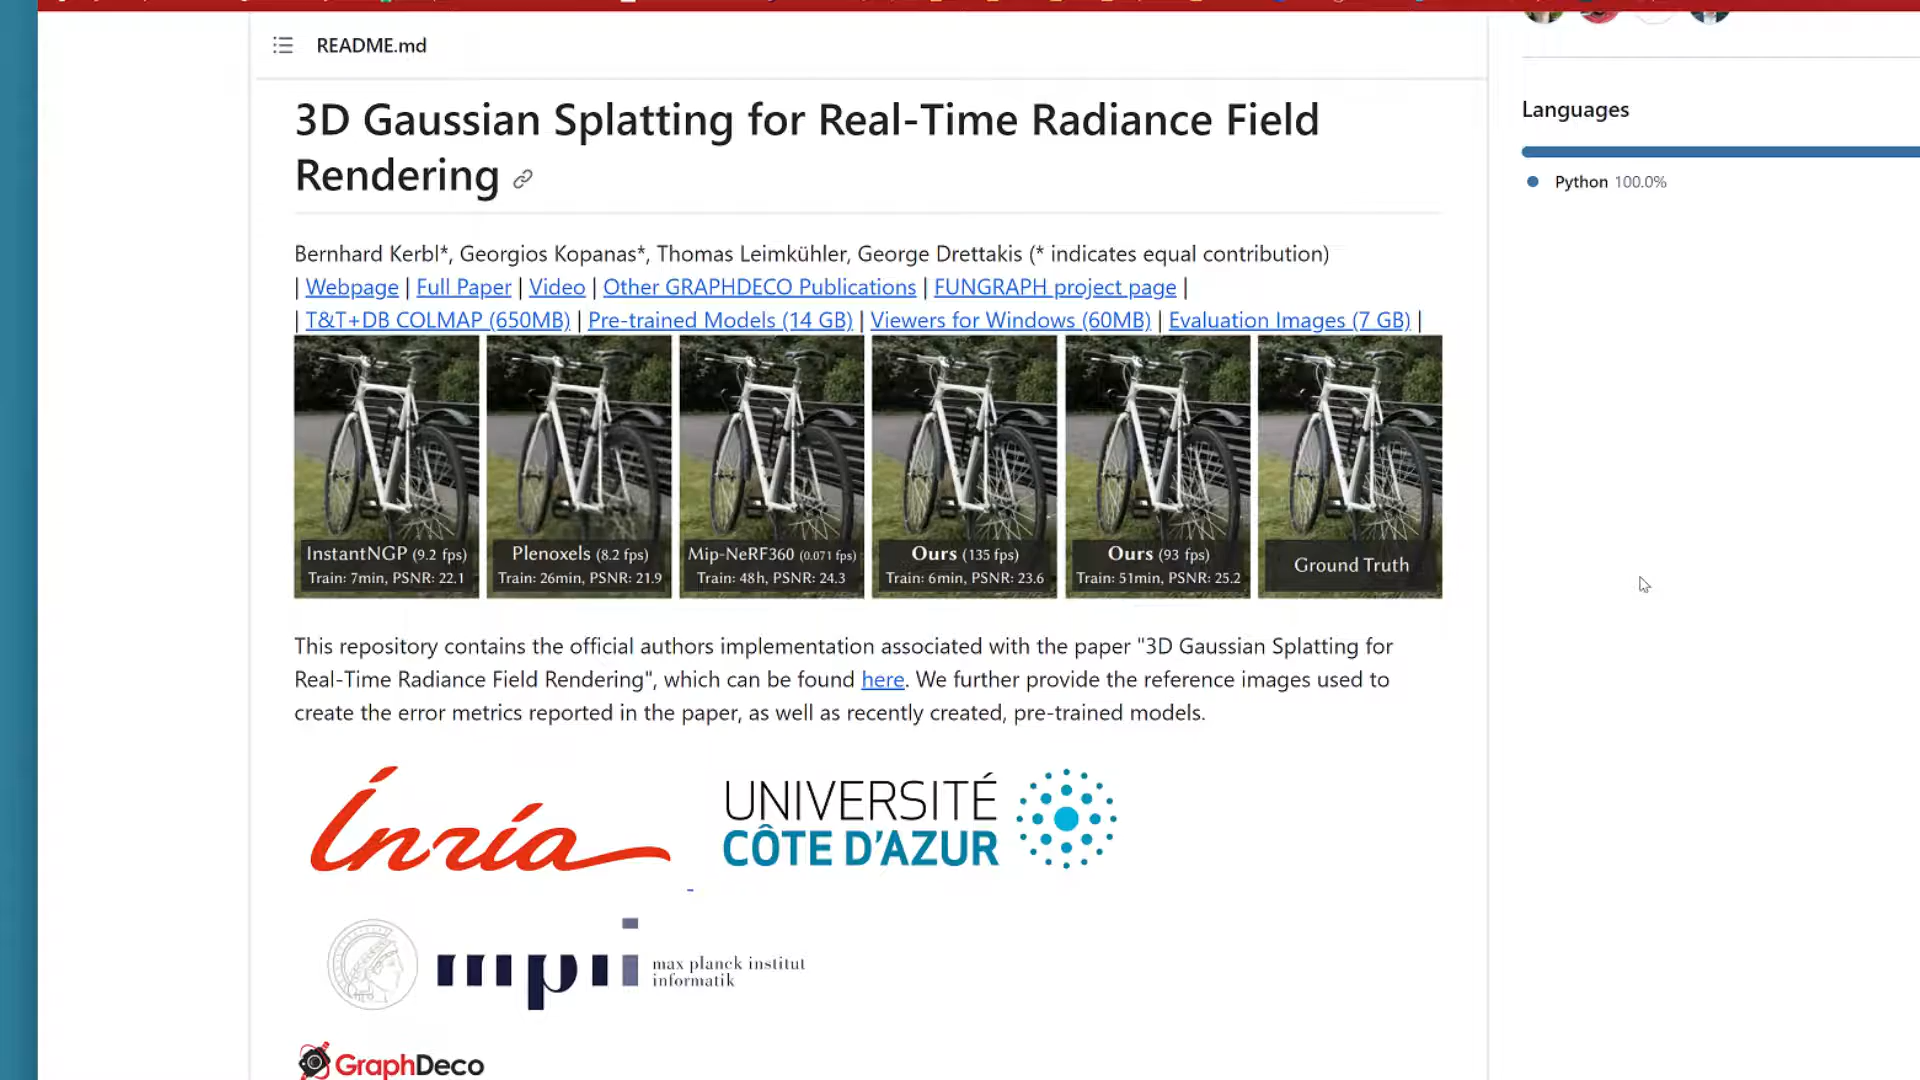 README.md
3D Gaussian Splatting for Real-Time Radiance Field
Rendering
Bernhard Kerbl*, Georgios Kopanas*, Thomas Leimkühler, George Drettakis (* indicates equal contribution)
| Webpage | Full Paper | Video | Other GRAPHDECO Publications | FUNGRAPH project page |
| T&T+DB COLMAP (650MB) | Pre-trained Models (14 GB) | Viewers for Windows (60MB) | Evaluation Images (7 GB) |
InstantNGP (9.2 fps)
Train: 7min, PSNR: 22.1
Plenoxels (8.2 fps)
Train: 26min, PSNR: 21.9
Mip-NeRF360 (0.071 fps)
Train: 48h, PSNR: 24.3
Ours (135 fps)
Train: 6min, PSNR: 23.6
Ours (93 fps)
Train: 51min, PSNR: 25.2
Ground Truth
This repository contains the official authors implementation associated with the paper "3D Gaussian Splatting for
Real-Time Radiance Field Rendering", which can be found here. We further provide the reference images used to
create the error metrics reported in the paper, as well as recently created, pre-trained models.
Inria
UNIVERSITÉ
CÔTE D'AZUR
mpi
max planck institut
informatik
GraphDeco
Languages
Python 100.0%